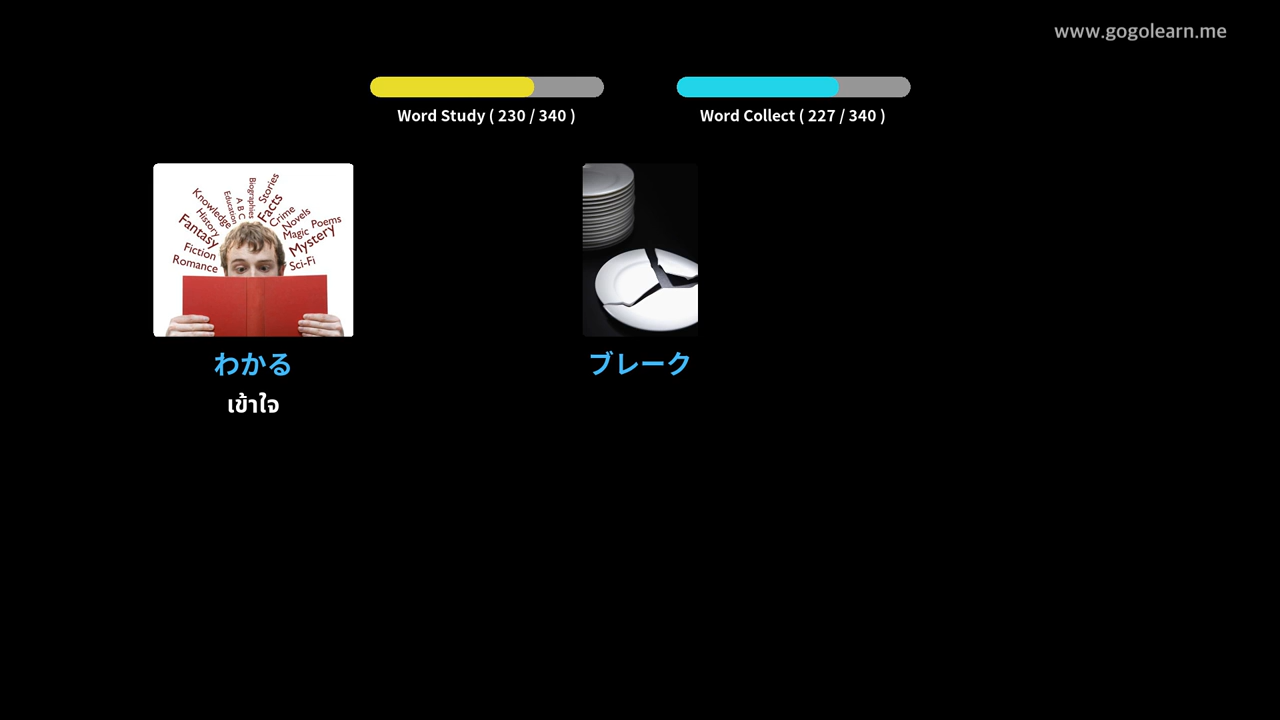 www.gogolearn.me
Word Study ( 230 / 340 )
Word Collect ( 227 / 340 )
Romance
Fiction
Fantasy
History
Knowledge
Education
A B C
Biographies
Stories
Facts
Crime
Novels
Magic
Poems
Mystery
Sci-Fi
わかる
ブレーク
เข้าใจ